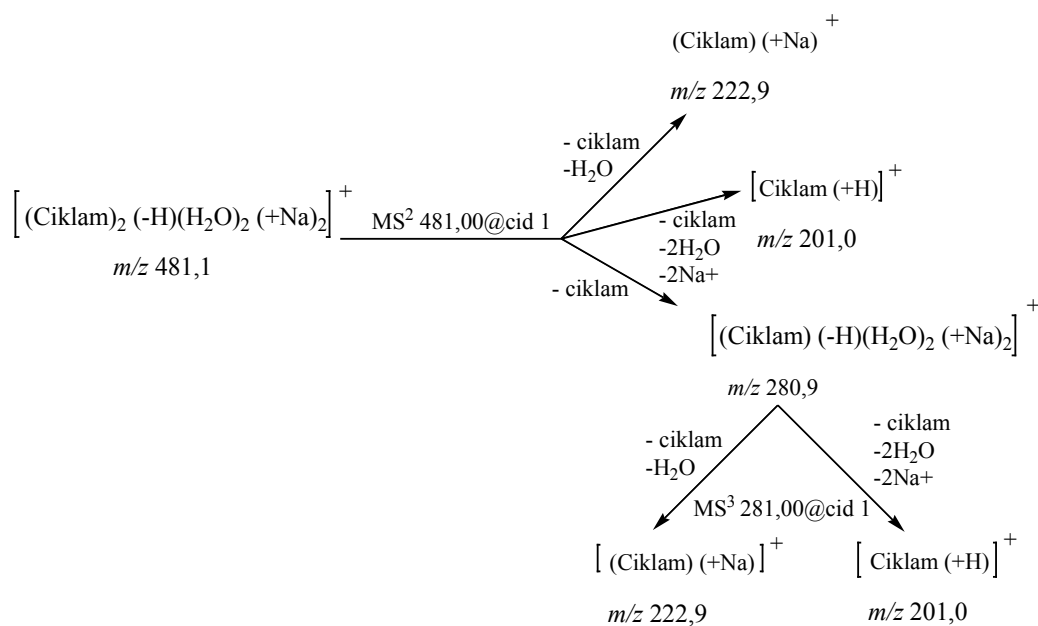 (Ciklam) (+Na) +
m/z 222,9
- ciklam
-H2O
[(Ciklam)2 (-H)(H2O)2 (+Na)2]+
m/z 481,1
MS2 481,00@cid 1
[Ciklam (+H)]+
m/z 201,0
- ciklam
-2H2O
-2Na+
- ciklam
[(Ciklam) (-H)(H2O)2 (+Na)2]+
m/z 280,9
- ciklam
-H2O
- ciklam
-2H2O
-2Na+
MS3 281,00@cid 1
[ (Ciklam) (+Na) ]+
m/z 222,9
[ Ciklam (+H) ]+
m/z 201,0